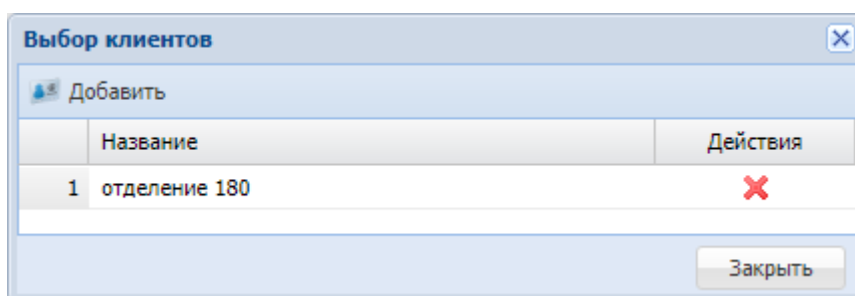 Выбор клиентов
Добавить
Название Действия
1 отделение 180
Закрыть